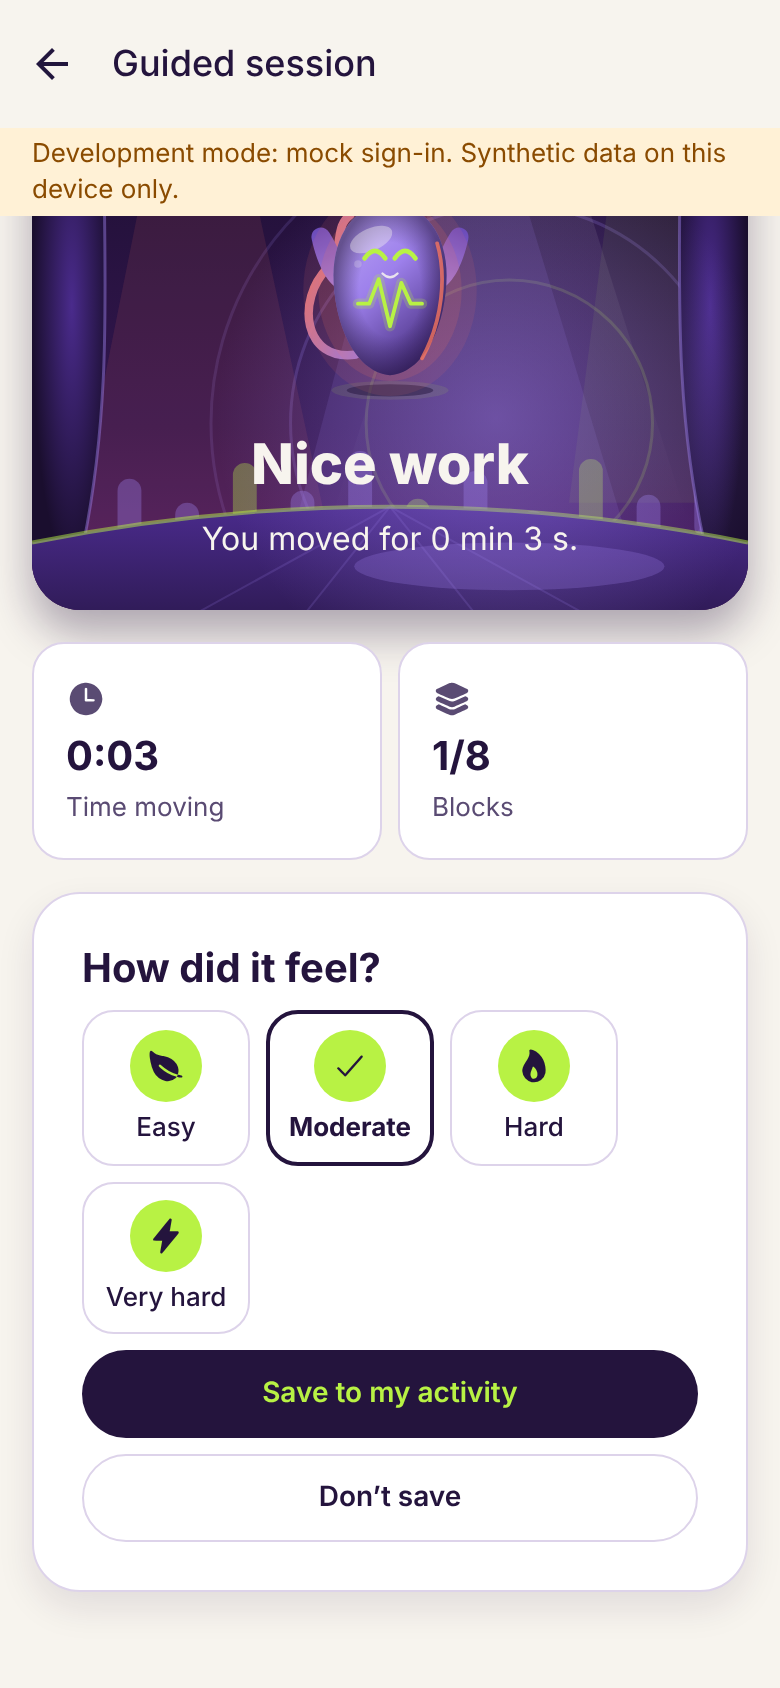 Guided session
Development mode: mock sign-in. Synthetic data on this
device only.
Nice work
You moved for 0 min 3 s.
0:03
Time moving
1/8
Blocks
How did it feel?
Easy
Moderate
Hard
Very hard
Save to my activity
Don’t save